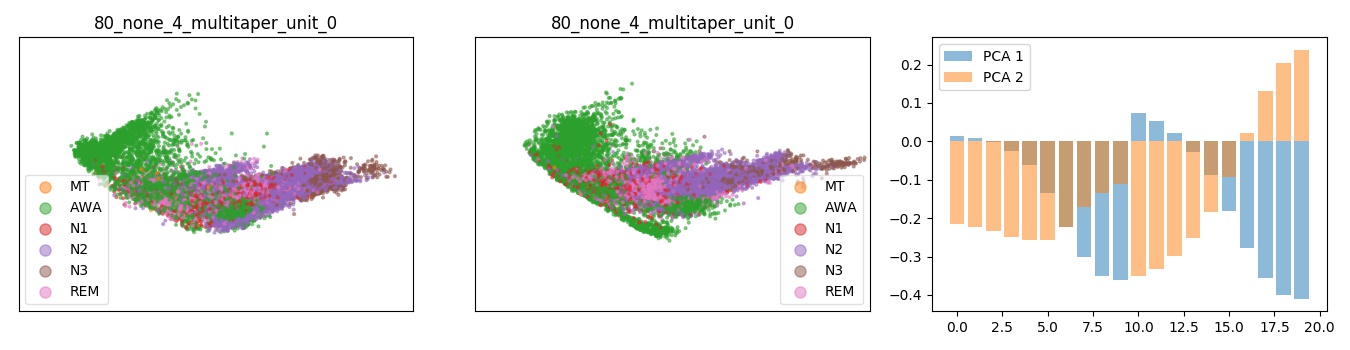 80_none_4_multitaper_unit_0
MT
AWA
N1
N2
N3
REM
80_none_4_multitaper_unit_0
MT
AWA
N1
N2
N3
REM
PCA 1
PCA 2
0.2
0.1
0.0
−0.1
−0.2
−0.3
−0.4
0.0 2.5 5.0 7.5 10.0 12.5 15.0 17.5 20.0